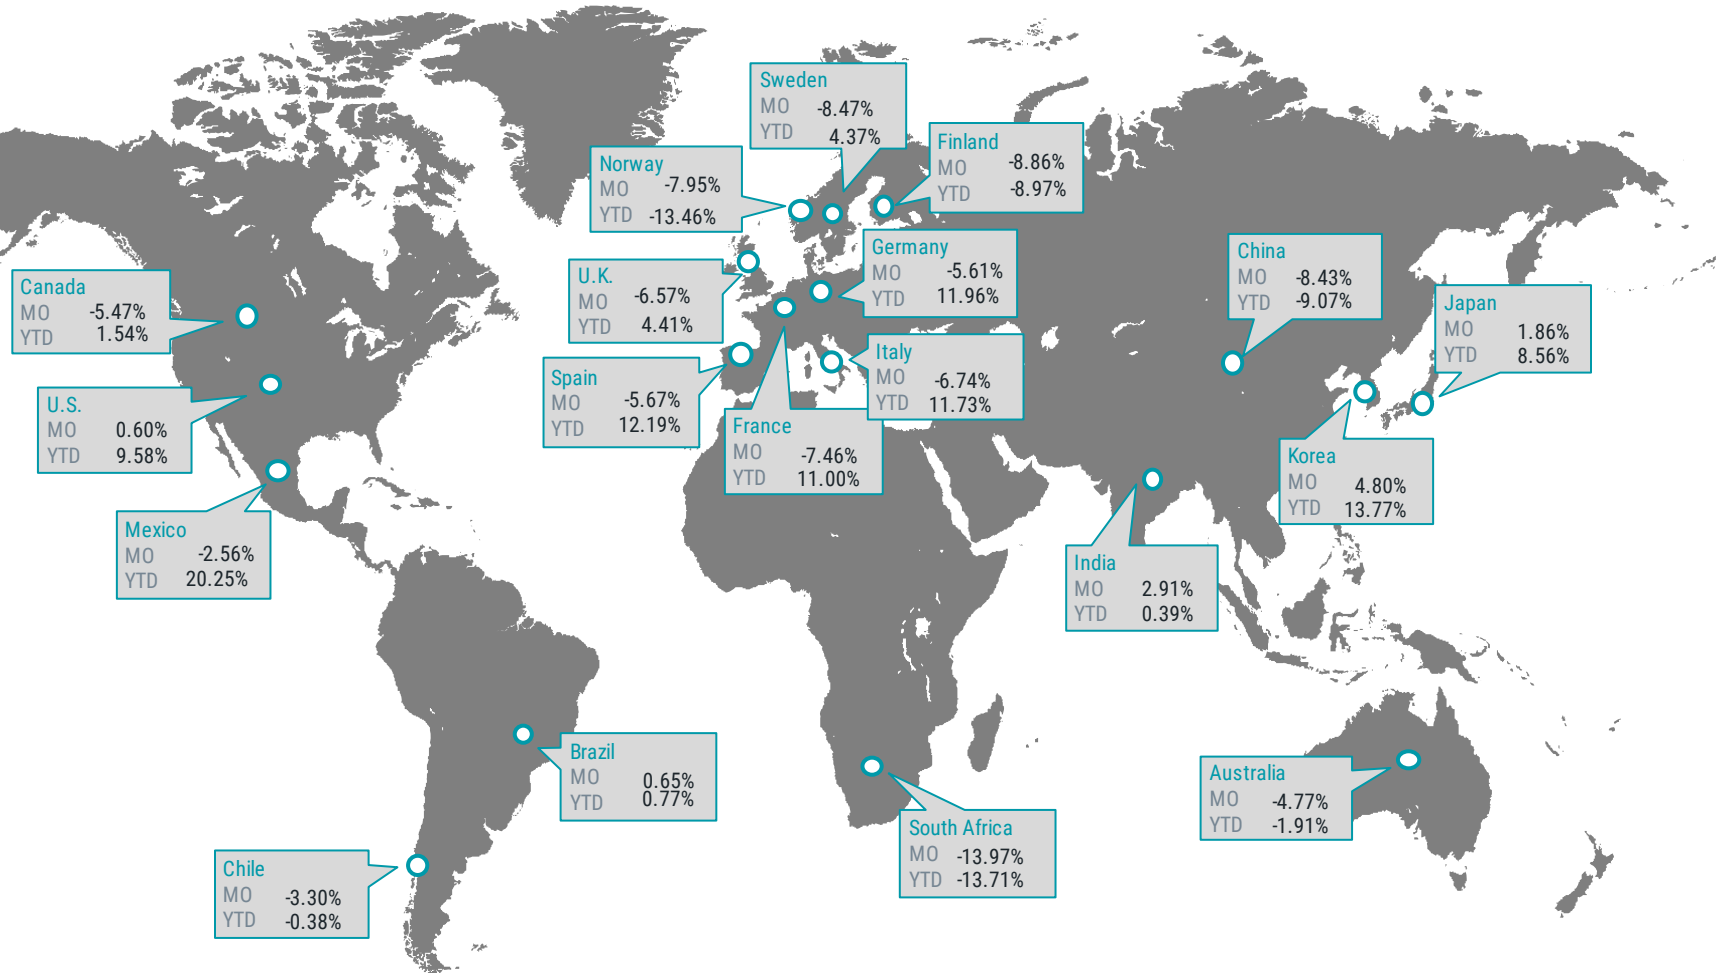 Sweden
MO -8.47%
YTD 4.37%
Finland
MO -8.86%
YTD -8.97%
Norway
MO -7.95%
YTD -13.46%
Germany
MO -5.61%
YTD 11.96%
China
MO -8.43%
YTD -9.07%
U.K.
MO -6.57%
YTD 4.41%
Canada
MO -5.47%
YTD 1.54%
Japan
MO 1.86%
YTD 8.56%
Italy
MO -6.74%
YTD 11.73%
Spain
MO -5.67%
YTD 12.19%
U.S.
MO 0.60%
YTD 9.58%
France
MO -7.46%
YTD 11.00%
Korea
MO 4.80%
YTD 13.77%
Mexico
MO -2.56%
YTD 20.25%
India
MO 2.91%
YTD 0.39%
Brazil
MO 0.65%
YTD 0.77%
Australia
MO -4.77%
YTD -1.91%
South Africa
MO -13.97%
YTD -13.71%
Chile
MO -3.30%
YTD -0.38%